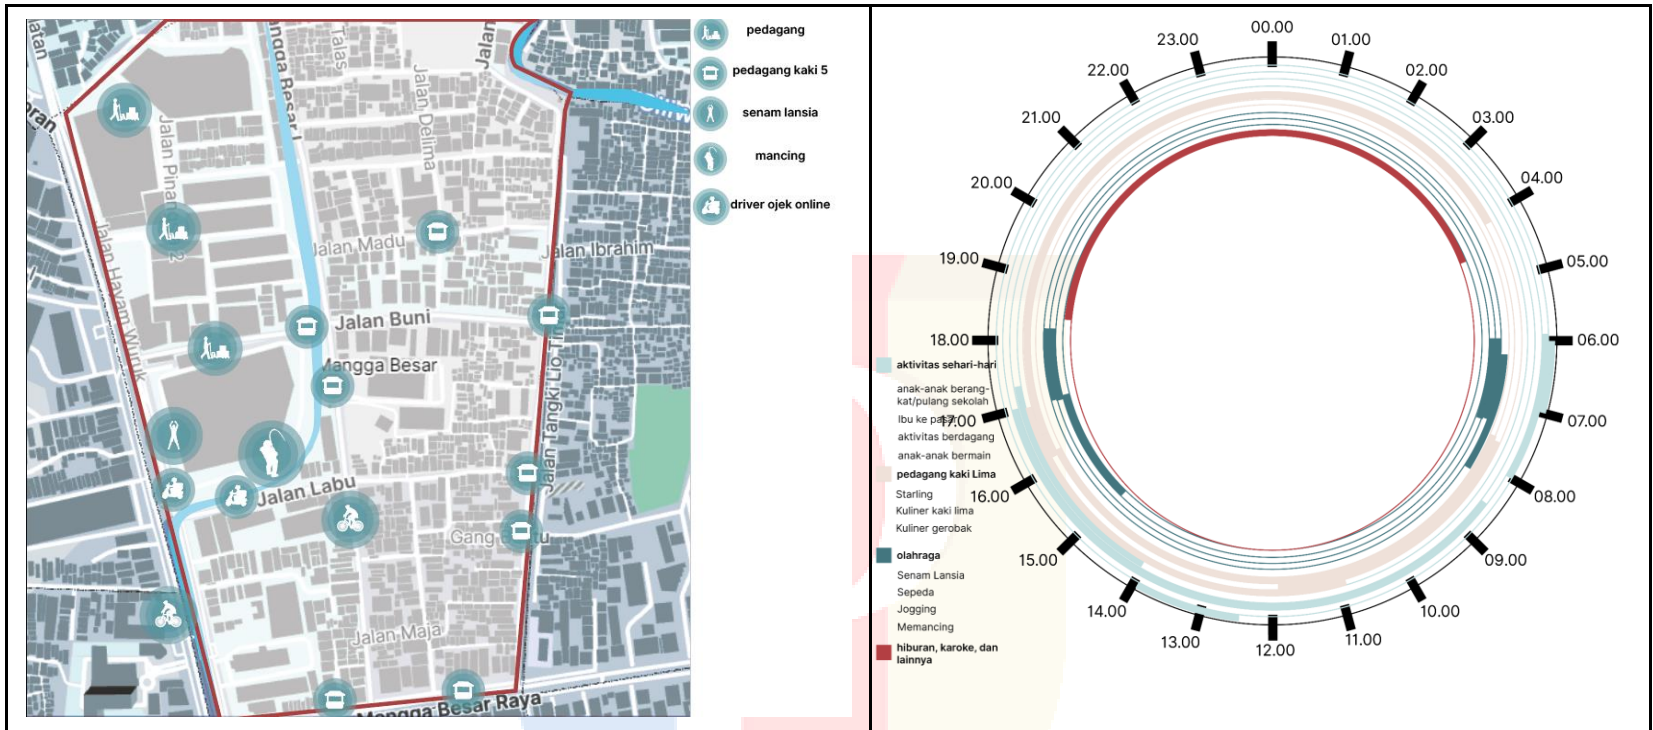 Talas
Jalan
Jalan Delima
Jalan Pina
2
Jalan Hayam Wuruk
Jalan Madu
Jalan Ibrahim
Jalan Buni
Mangga Besar
Jalan Tangki Lio Tim
Jalan Labu
Gang
Jalan Maja
Mangga Besar Raya
pedagang
pedagang kaki 5
senam lansia
mancing
driver ojek online
00.00
01.00
02.00
03.00
04.00
05.00
06.00
07.00
08.00
09.00
10.00
11.00
12.00
13.00
14.00
15.00
16.00
17.00
18.00
19.00
20.00
21.00
22.00
23.00
aktivitas sehari-hari
anak-anak berang-
kat/pulang sekolah
Ibu ke pasar
aktivitas berdagang
anak-anak bermain
pedagang kaki Lima
Starling
Kuliner kaki lima
Kuliner gerobak
olahraga
Senam Lansia
Sepeda
Jogging
Memancing
hiburan, karoke, dan
lainnya